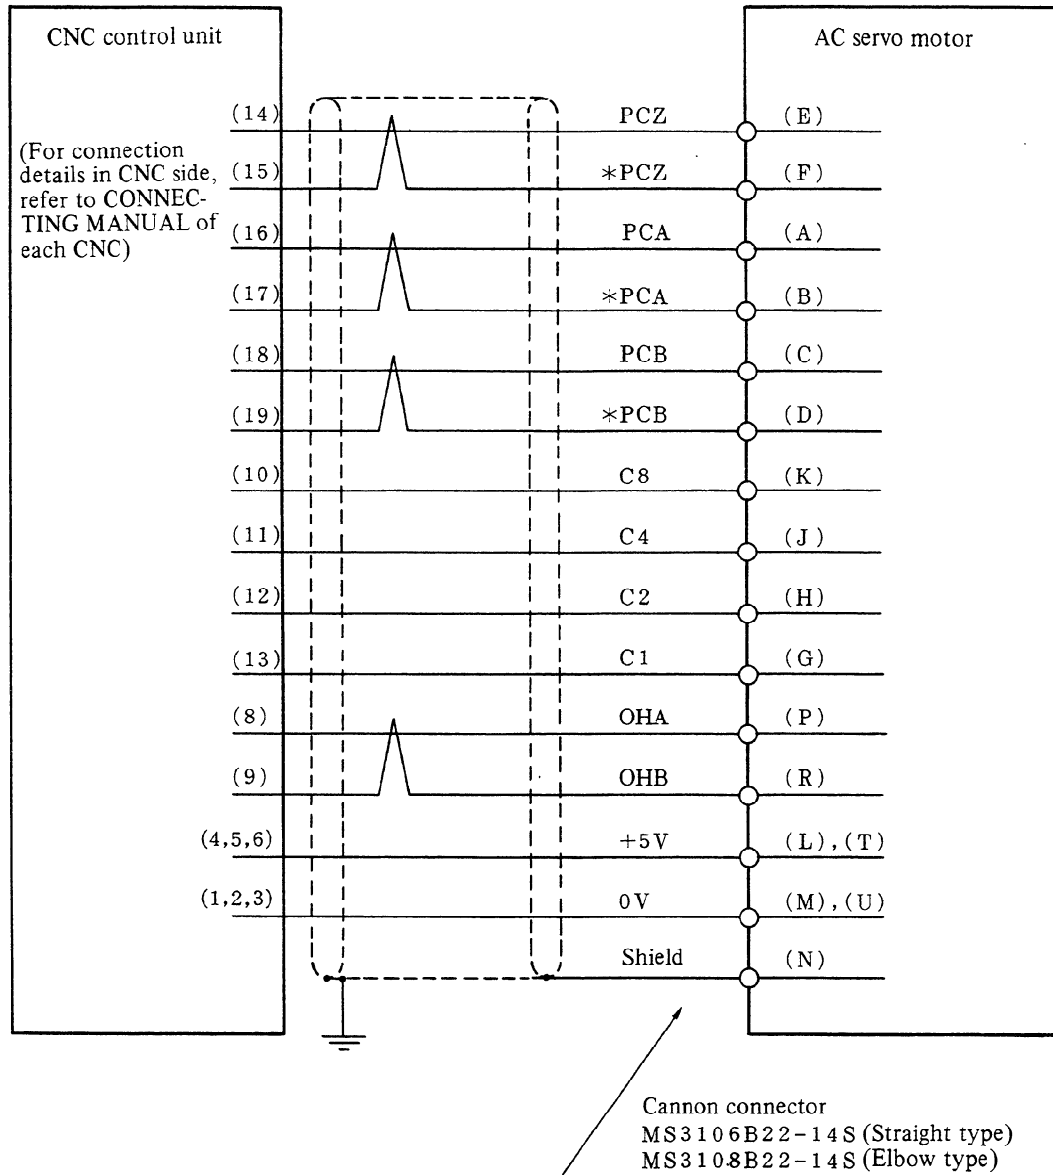 CNC control unit
AC servo motor
(For connection
details in CNC side,
refer to CONNEC-
TING MANUAL of
each CNC)
(14) PCZ (E)
(15) *PCZ (F)
(16) PCA (A)
(17) *PCA (B)
(18) PCB (C)
(19) *PCB (D)
(10) C8 (K)
(11) C4 (J)
(12) C2 (H)
(13) C1 (G)
(8) OHA (P)
(9) OHB (R)
(4,5,6) +5V (L),(T)
(1,2,3) 0V (M),(U)
Shield (N)
Cannon connector
MS3106B22-14S (Straight type)
MS3108B22-14S (Elbow type)